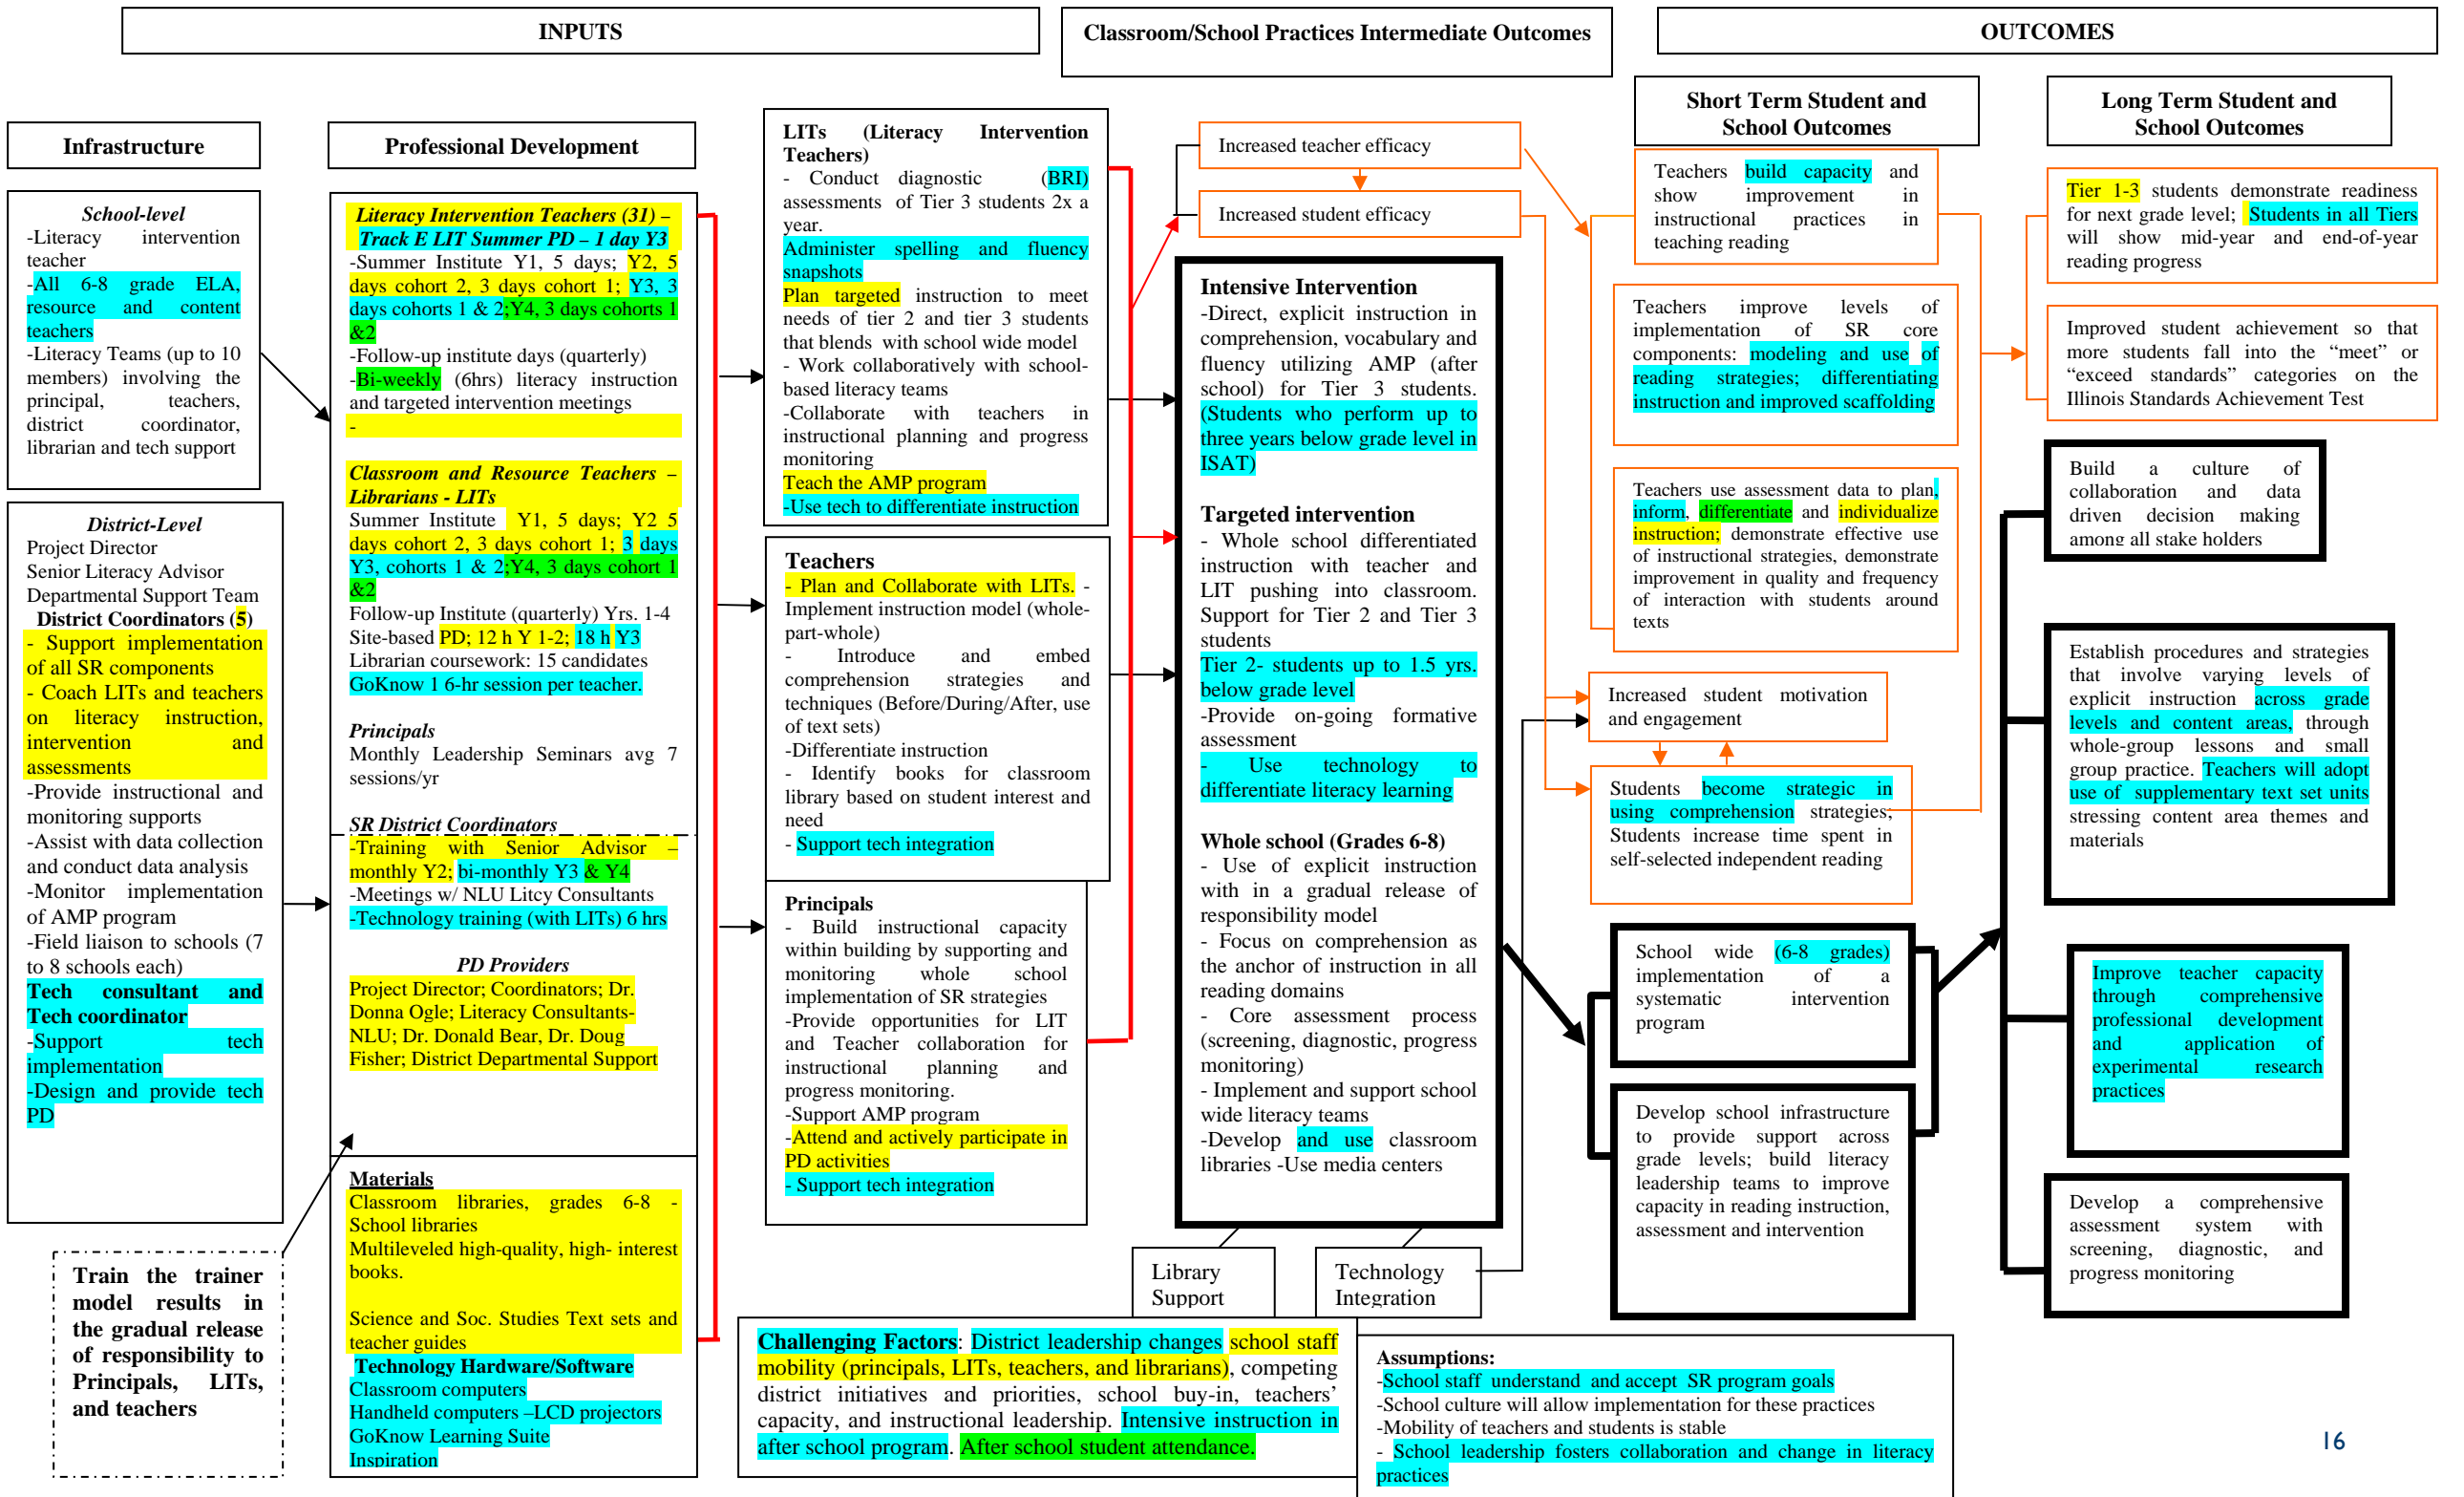 INPUTS
Classroom/School Practices Intermediate Outcomes
OUTCOMES
Infrastructure
School-level
-Literacy intervention
teacher
-All 6-8 grade ELA,
resource and content
teachers
-Literacy Teams (up to 10
members) involving the
principal, teachers,
district coordinator,
librarian and tech support
District-Level
Project Director
Senior Literacy Advisor
Departmental Support Team
District Coordinators (5)
- Support implementation
of all SR components
- Coach LITs and teachers
on literacy instruction,
intervention and
assessments
-Provide instructional and
monitoring supports
-Assist with data collection
and conduct data analysis
-Monitor implementation
of AMP program
-Field liaison to schools (7
to 8 schools each)
Tech consultant and
Tech coordinator
-Support tech
implementation
-Design and provide tech
PD
Train the trainer
model results in
the gradual release
of responsibility to
Principals, LITs,
and teachers
Professional Development
Literacy Intervention Teachers (31) –
Track E LIT Summer PD – 1 day Y3
-Summer Institute Y1, 5 days; Y2, 5
days cohort 2, 3 days cohort 1; Y3, 3
days cohorts 1 & 2;Y4, 3 days cohorts 1
&2
-Follow-up institute days (quarterly)
-Bi-weekly (6hrs) literacy instruction
and targeted intervention meetings
-
Classroom and Resource Teachers –
Librarians - LITs
Summer Institute Y1, 5 days; Y2 5
days cohort 2, 3 days cohort 1; 3 days
Y3, cohorts 1 & 2;Y4, 3 days cohort 1
&2
Follow-up Institute (quarterly) Yrs. 1-4
Site-based PD; 12 h Y 1-2; 18 h Y3
Librarian coursework: 15 candidates
GoKnow 1 6-hr session per teacher.
Principals
Monthly Leadership Seminars avg 7
sessions/yr
SR District Coordinators
-Training with Senior Advisor –
monthly Y2; bi-monthly Y3 & Y4
-Meetings w/ NLU Litcy Consultants
-Technology training (with LITs) 6 hrs
PD Providers
Project Director; Coordinators; Dr.
Donna Ogle; Literacy Consultants-
NLU; Dr. Donald Bear, Dr. Doug
Fisher; District Departmental Support
Materials
Classroom libraries, grades 6-8 -
School libraries
Multileveled high-quality, high- interest
books.
Science and Soc. Studies Text sets and
teacher guides
Technology Hardware/Software
Classroom computers
Handheld computers –LCD projectors
GoKnow Learning Suite
Inspiration
LITs (Literacy Intervention
Teachers)
- Conduct diagnostic (BRI)
assessments of Tier 3 students 2x a
year.
Administer spelling and fluency
snapshots
Plan targeted instruction to meet
needs of tier 2 and tier 3 students
that blends with school wide model
- Work collaboratively with school-
based literacy teams
-Collaborate with teachers in
instructional planning and progress
monitoring
Teach the AMP program
-Use tech to differentiate instruction
Teachers
- Plan and Collaborate with LITs. -
Implement instruction model (whole-
part-whole)
- Introduce and embed
comprehension strategies and
techniques (Before/During/After, use
of text sets)
-Differentiate instruction
- Identify books for classroom
library based on student interest and
need
- Support tech integration
Principals
- Build instructional capacity
within building by supporting and
monitoring whole school
implementation of SR strategies
-Provide opportunities for LIT
and Teacher collaboration for
instructional planning and
progress monitoring.
-Support AMP program
-Attend and actively participate in
PD activities
- Support tech integration
Increased teacher efficacy
Increased student efficacy
Intensive Intervention
-Direct, explicit instruction in
comprehension, vocabulary and
fluency utilizing AMP (after
school) for Tier 3 students.
(Students who perform up to
three years below grade level in
ISAT)
Targeted intervention
- Whole school differentiated
instruction with teacher and
LIT pushing into classroom.
Support for Tier 2 and Tier 3
students
Tier 2- students up to 1.5 yrs.
below grade level
-Provide on-going formative
assessment
- Use technology to
differentiate literacy learning
Whole school (Grades 6-8)
- Use of explicit instruction
with in a gradual release of
responsibility model
- Focus on comprehension as
the anchor of instruction in all
reading domains
- Core assessment process
(screening, diagnostic, progress
monitoring)
- Implement and support school
wide literacy teams
-Develop and use classroom
libraries -Use media centers
Library
Support
Technology
Integration
Short Term Student and
School Outcomes
Teachers build capacity and
show improvement in
instructional practices in
teaching reading
Teachers improve levels of
implementation of SR core
components: modeling and use of
reading strategies; differentiating
instruction and improved scaffolding
Teachers use assessment data to plan,
inform, differentiate and individualize
instruction; demonstrate effective use
of instructional strategies, demonstrate
improvement in quality and frequency
of interaction with students around
texts
Increased student motivation
and engagement
Students become strategic in
using comprehension strategies;
Students increase time spent in
self-selected independent reading
School wide (6-8 grades)
implementation of a
systematic intervention
program
Develop school infrastructure
to provide support across
grade levels; build literacy
leadership teams to improve
capacity in reading instruction,
assessment and intervention
Long Term Student and
School Outcomes
Tier 1-3 students demonstrate readiness
for next grade level; Students in all Tiers
will show mid-year and end-of-year
reading progress
Improved student achievement so that
more students fall into the “meet” or
“exceed standards” categories on the
Illinois Standards Achievement Test
Build a culture of
collaboration and data
driven decision making
among all stake holders
Establish procedures and strategies
that involve varying levels of
explicit instruction across grade
levels and content areas, through
whole-group lessons and small
group practice. Teachers will adopt
use of supplementary text set units
stressing content area themes and
materials
Improve teacher capacity
through comprehensive
professional development
and application of
experimental research
practices
Develop a comprehensive
assessment system with
screening, diagnostic, and
progress monitoring
Challenging Factors: District leadership changes school staff
mobility (principals, LITs, teachers, and librarians), competing
district initiatives and priorities, school buy-in, teachers’
capacity, and instructional leadership. Intensive instruction in
after school program. After school student attendance.
Assumptions:
-School staff understand and accept SR program goals
-School culture will allow implementation for these practices
-Mobility of teachers and students is stable
- School leadership fosters collaboration and change in literacy
practices
16